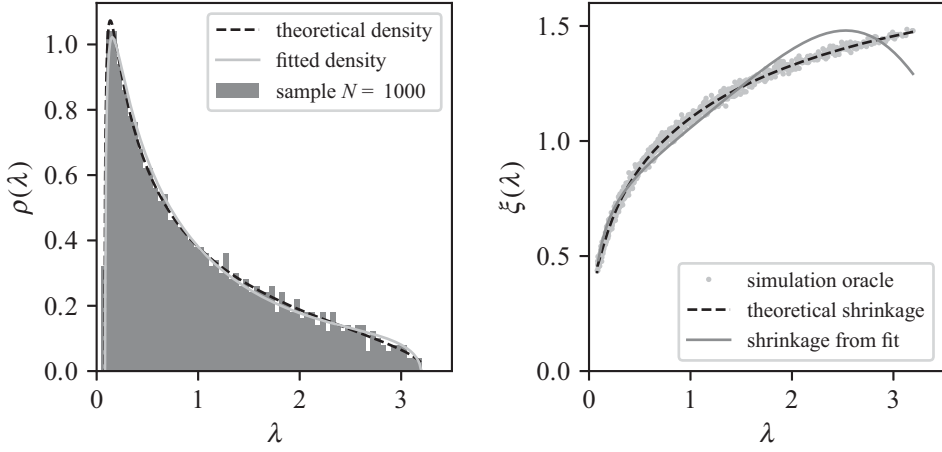 theoretical density
fitted density
sample N = 1000
1.0
0.8
0.6
0.4
0.2
0.0
ρ(λ)
0
1
2
3
λ
1.5
1.0
0.5
0.0
ξ(λ)
simulation oracle
theoretical shrinkage
shrinkage from fit
0
1
2
3
λ